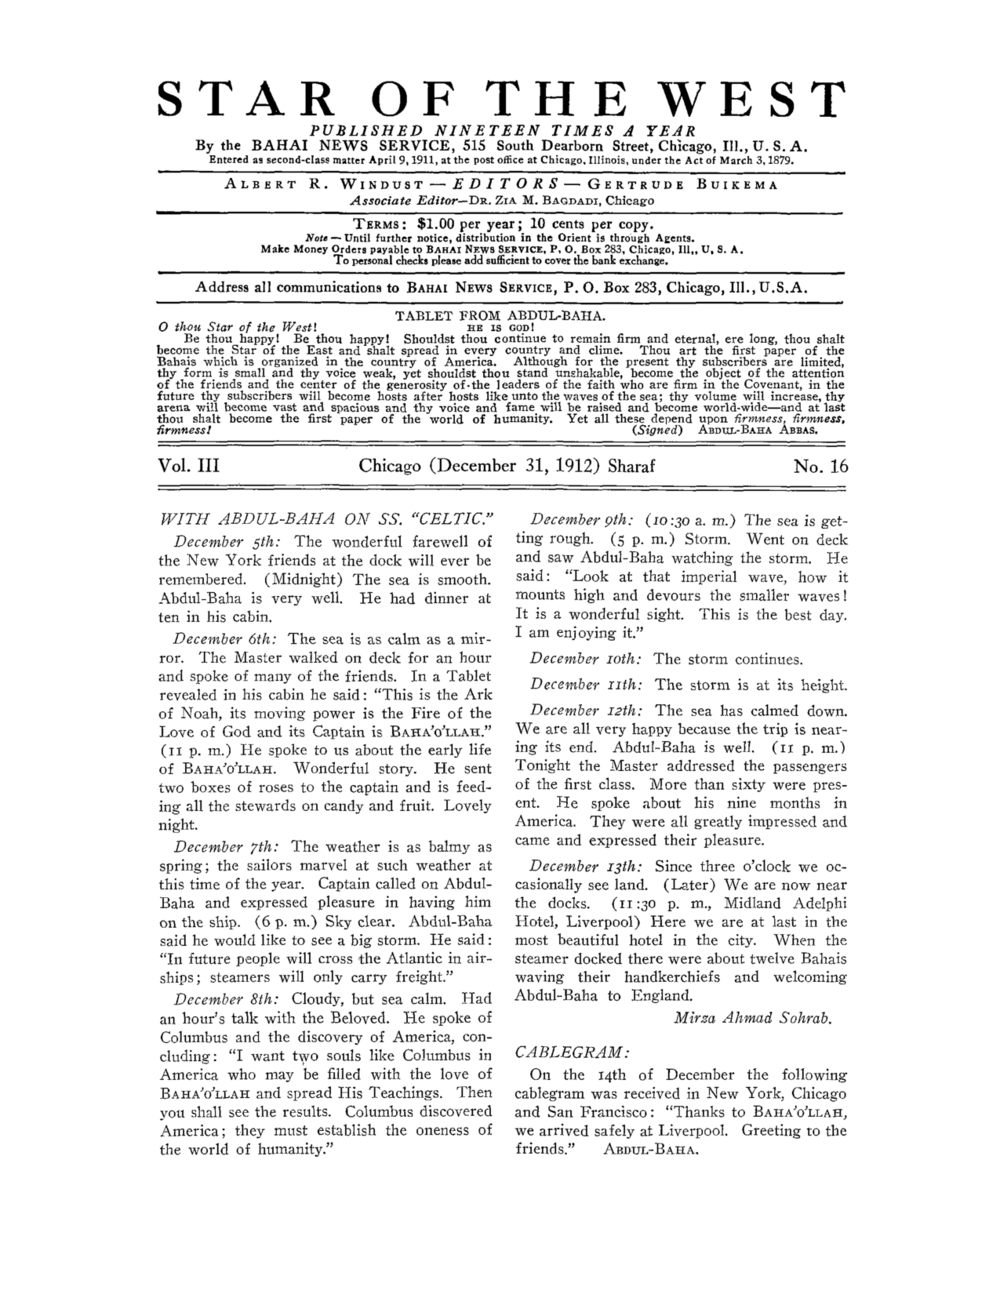 STAR OF THE WEST
PUBLISHED NINETEEN TIMES A YEAR
By the BAHAI NEWS SERVICE, 515 South Dearborn Street, Chicago, Ill., U. S. A.
Entered as second-class matter April 9, 1911, at the post office at Chicago, Illinois, under the Act of March 3, 1879.
ALBERT R. WINDUST — EDITORS — GERTRUDE BUIKEMA
Associate Editor—DR. ZIA M. BAGDADI, Chicago
TERMS: $1.00 per year; 10 cents per copy.
Note — Until further notice, distribution in the Orient is through Agents.
Make Money Orders payable to BAHAI NEWS SERVICE, P. O. Box 283, Chicago, Ill,, U, S. A.
To personal checks please add sufficient to cover the bank exchange.
Address all communications to BAHAI NEWS SERVICE, P. O. Box 283, Chicago, Ill., U.S.A.
TABLET FROM ABDUL-BAHA.
O thou Star of the West! HE IS GOD!
Be thou happy! Be thou happy! Shouldst thou continue to remain firm and eternal, ere long, thou shalt
become the Star of the East and shalt spread in every country and clime. Thou art the first paper of the
Bahais which is organized in the country of America. Although for the present thy subscribers are limited,
thy form is small and thy voice weak, yet shouldst thou stand unshakable, become the object of the attention
of the friends and the center of the generosity of the leaders of the faith who are firm in the Covenant, in the
future thy subscribers will become hosts after hosts like unto the waves of the sea; thy volume will increase, thy
arena will become vast and spacious and thy voice and fame will be raised and become world-wide—and at last
thou shalt become the first paper of the world of humanity. Yet all these depend upon firmness, firmness,
firmness! (Signed) ABDUL-BAHA ABBAS.
Vol. III Chicago (December 31, 1912) Sharaf No. 16
WITH ABDUL-BAHA ON SS. "CELTIC."
December 5th: The wonderful farewell of
the New York friends at the dock will ever be
remembered. (Midnight) The sea is smooth.
Abdul-Baha is very well. He had dinner at
ten in his cabin.
December 6th: The sea is as calm as a mir-
ror. The Master walked on deck for an hour
and spoke of many of the friends. In a Tablet
revealed in his cabin he said: "This is the Ark
of Noah, its moving power is the Fire of the
Love of God and its Captain is BAHA'O'LLAH."
(11 p. m.) He spoke to us about the early life
of BAHA'O'LLAH. Wonderful story. He sent
two boxes of roses to the captain and is feed-
ing all the stewards on candy and fruit. Lovely
night.
December 7th: The weather is as balmy as
spring; the sailors marvel at such weather at
this time of the year. Captain called on Abdul-
Baha and expressed pleasure in having him
on the ship. (6 p. m.) Sky clear. Abdul-Baha
said he would like to see a big storm. He said:
"In future people will cross the Atlantic in air-
ships; steamers will only carry freight."
December 8th: Cloudy, but sea calm. Had
an hour's talk with the Beloved. He spoke of
Columbus and the discovery of America, con-
cluding: "I want two souls like Columbus in
America who may be filled with the love of
BAHA'O'LLAH and spread His Teachings. Then
you shall see the results. Columbus discovered
America; they must establish the oneness of
the world of humanity."
December 9th: (10:30 a. m.) The sea is get-
ting rough. (5 p. m.) Storm. Went on deck
and saw Abdul-Baha watching the storm. He
said: "Look at that imperial wave, how it
mounts high and devours the smaller waves!
It is a wonderful sight. This is the best day.
I am enjoying it."
December 10th: The storm continues.
December 11th: The storm is at its height.
December 12th: The sea has calmed down.
We are all very happy because the trip is near-
ing its end. Abdul-Baha is well. (11 p. m.)
Tonight the Master addressed the passengers
of the first class. More than sixty were pres-
ent. He spoke about his nine months in
America. They were all greatly impressed and
came and expressed their pleasure.
December 13th: Since three o'clock we oc-
casionally see land. (Later) We are now near
the docks. (11:30 p. m., Midland Adelphi
Hotel, Liverpool) Here we are at last in the
most beautiful hotel in the city. When the
steamer docked there were about twelve Bahais
waving their handkerchiefs and welcoming
Abdul-Baha to England.
Mirza Ahmad Sohrab.
CABLEGRAM:
On the 14th of December the following
cablegram was received in New York, Chicago
and San Francisco: "Thanks to BAHA'O'LLAH,
we arrived safely at Liverpool. Greeting to the
friends." ABDUL-BAHA.